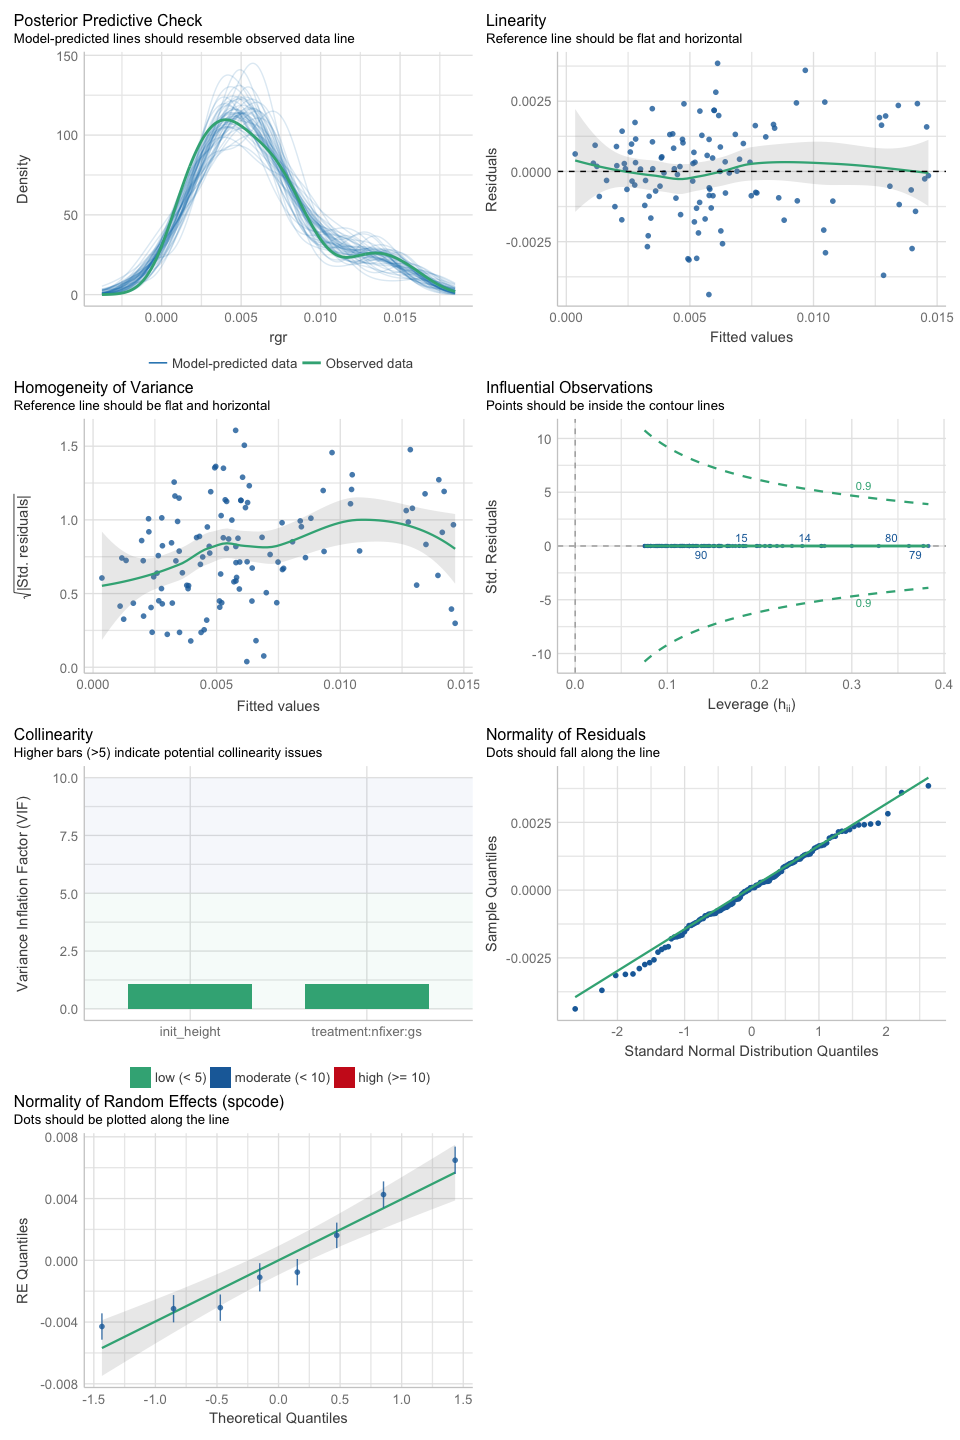 Posterior Predictive Check
Model-predicted lines should resemble observed data line
150
100
50
0
Density
0.000 0.005 0.010 0.015
rgr
Model-predicted data Observed data
Linearity
Reference line should be flat and horizontal
0.0025
0.0000
-0.0025
Residuals
0.000 0.005 0.010 0.015
Fitted values
Homogeneity of Variance
Reference line should be flat and horizontal
1.5
1.0
0.5
0.0
√|Std. residuals|
0.000 0.005 0.010 0.015
Fitted values
Influential Observations
Points should be inside the contour lines
10
5
0
-5
-10
Std. Residuals
0.9
15 14 80
90 79
0.9
0.0 0.1 0.2 0.3 0.4
Leverage (hii)
Collinearity
Higher bars (>5) indicate potential collinearity issues
10.0
7.5
5.0
2.5
0.0
Variance Inflation Factor (VIF)
init_height treatment:nfixer:gs
low (< 5) moderate (< 10) high (>= 10)
Normality of Residuals
Dots should fall along the line
0.0025
0.0000
-0.0025
Sample Quantiles
-2 -1 0 1 2
Standard Normal Distribution Quantiles
Normality of Random Effects (spcode)
Dots should be plotted along the line
0.008
0.004
0.000
-0.004
-0.008
RE Quantiles
-1.5 -1.0 -0.5 0.0 0.5 1.0 1.5
Theoretical Quantiles